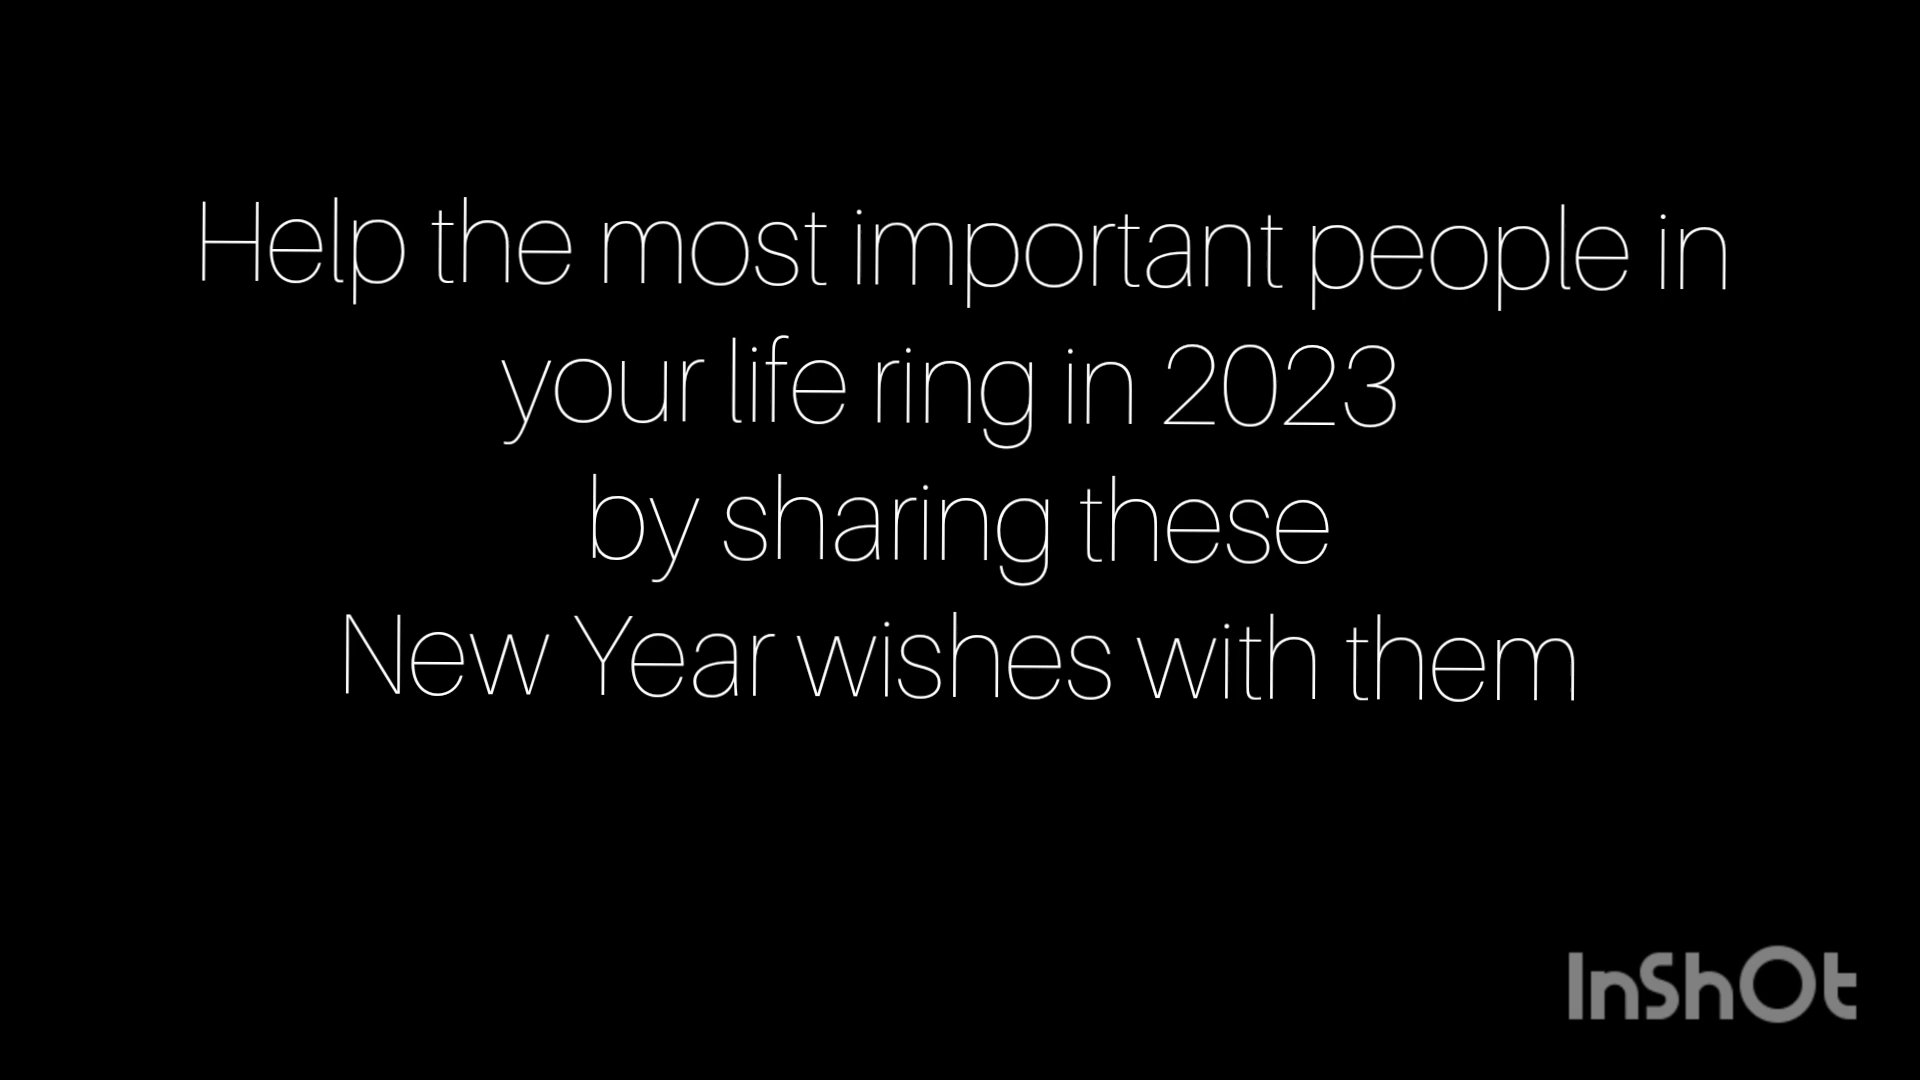 Help the most important people in
your life ring in 2023
by sharing these
New Year wishes with them
InShOt